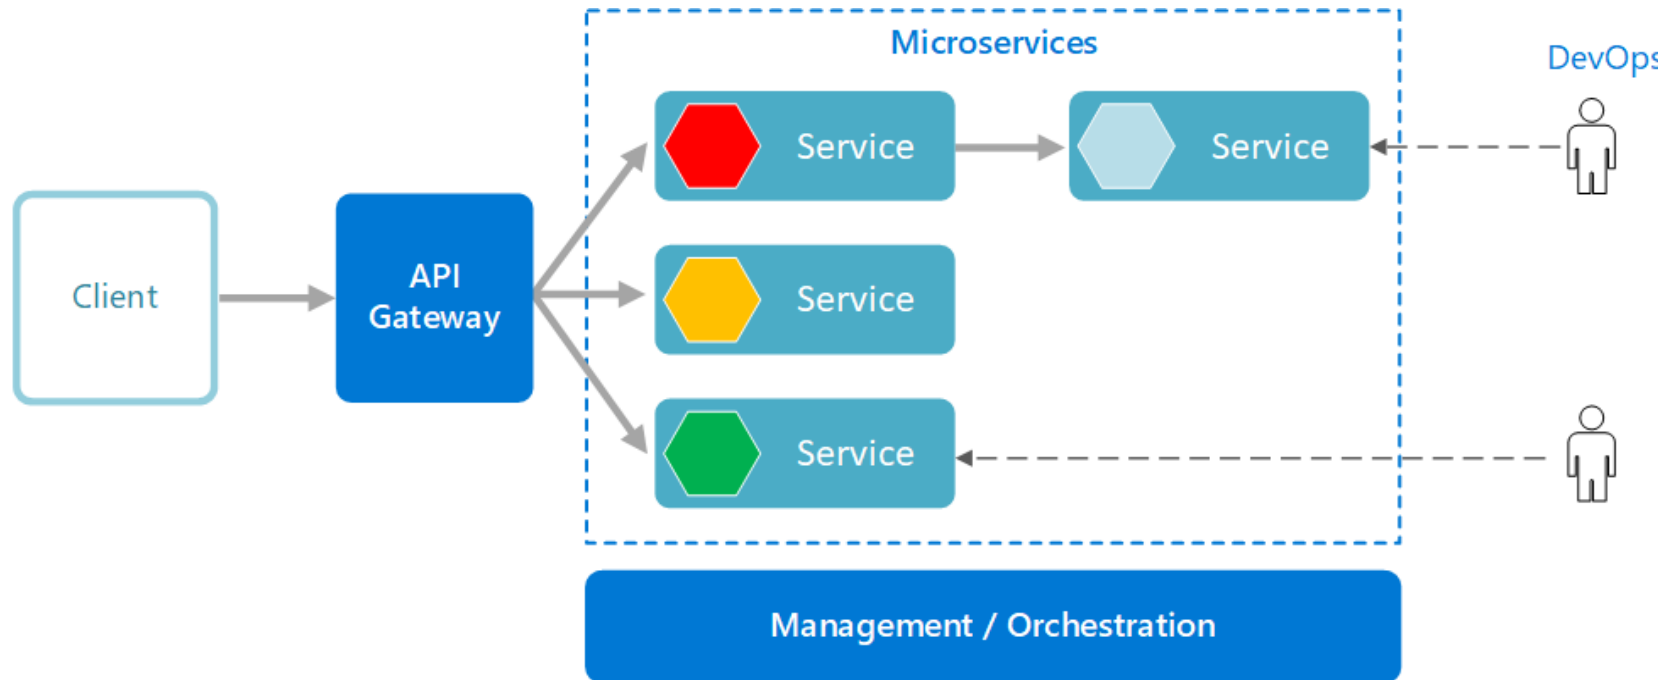 Microservices
DevOps
Service
Service
Client
API
Gateway
Service
Service
Management / Orchestration